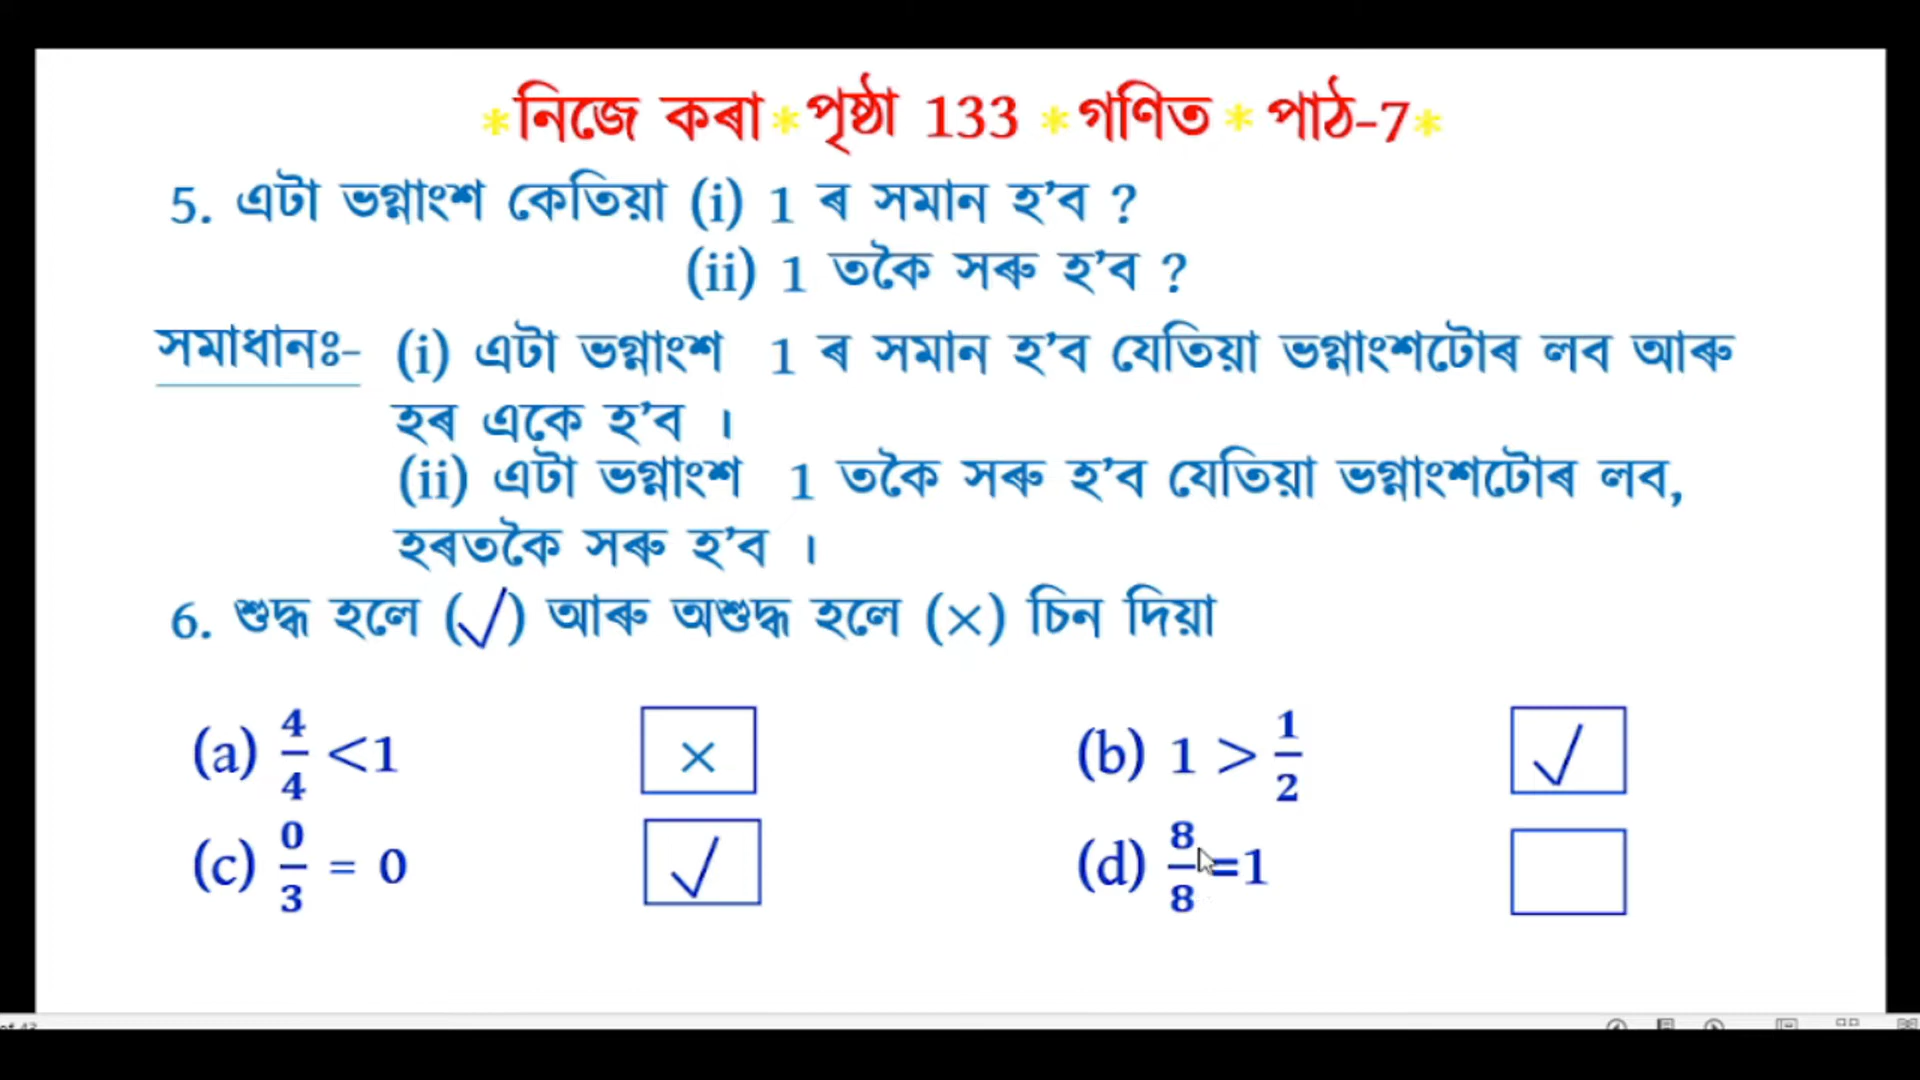 *নিজে কৰা*পৃষ্ঠা 133 *গণিত * পাঠ-7*
5. এটা ভগ্নাংশ কেতিয়া (i) 1 ৰ সমান হ’ব ?
(ii) 1 তকৈ সৰু হ’ব ?
সমাধানঃ- (i) এটা ভগ্নাংশ 1 ৰ সমান হ’ব যেতিয়া ভগ্নাংশটোৰ লব আৰু
হৰ একে হ’ব ।
(ii) এটা ভগ্নাংশ 1 তকৈ সৰু হ’ব যেতিয়া ভগ্নাংশটোৰ লব,
হৰতকৈ সৰু হ’ব ।
6. শুদ্ধ হলে (√) আৰু অশুদ্ধ হলে (×) চিন দিয়া
(a) 4/4 <1 × (b) 1 > 1/2 √
(c) 0/3 = 0 √ (d) 8/8 =1